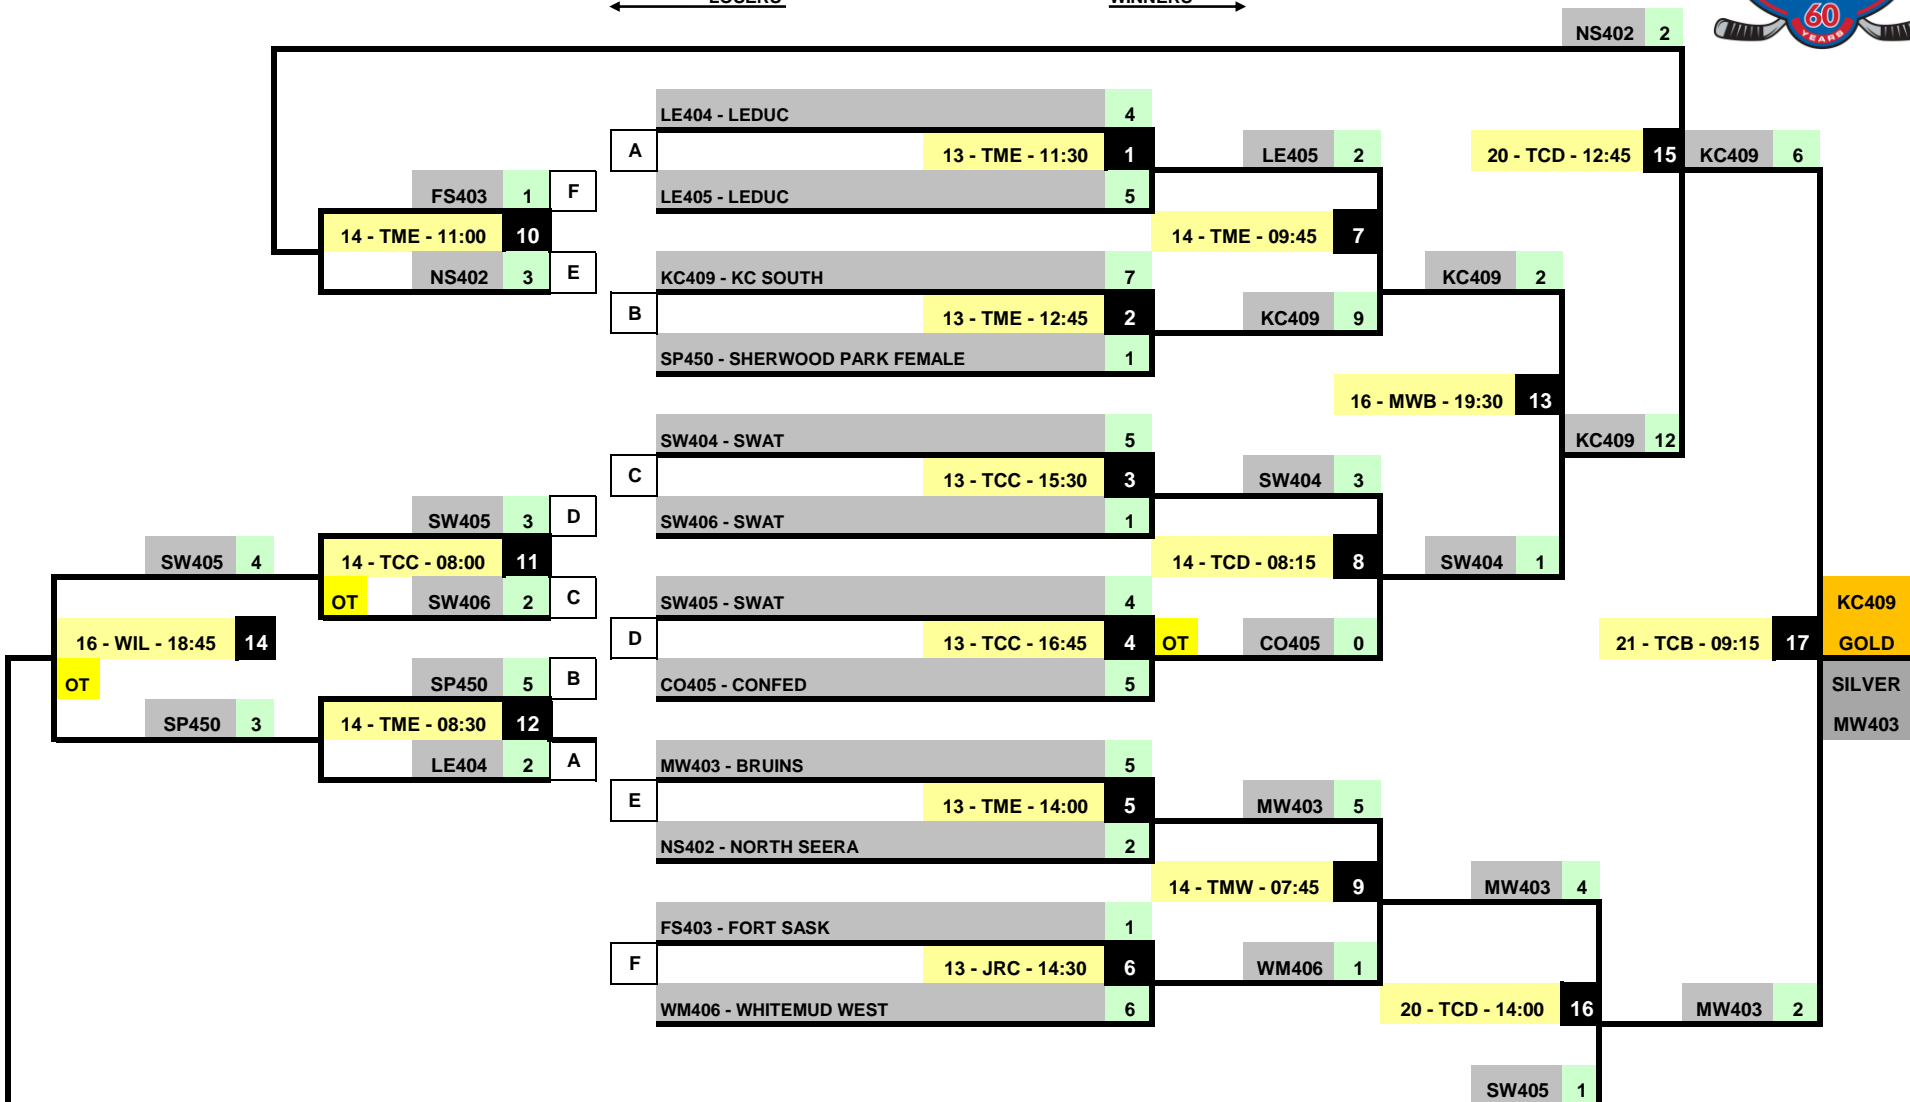 LOSERS WINNERS
NS402 2
60
YEARS
LE404 - LEDUC 4
A 13 - TME - 11:30 1 LE405 2 20 - TCD - 12:45 15 KC409 6
FS403 1 F LE405 - LEDUC 5
14 - TME - 11:00 10 14 - TME - 09:45 7
NS402 3 E KC409 - KC SOUTH 7 KC409 2
B 13 - TME - 12:45 2 KC409 9
SP450 - SHERWOOD PARK FEMALE 1
16 - MWB - 19:30 13
SW404 - SWAT 5 KC409 12
C 13 - TCC - 15:30 3 SW404 3
SW405 3 D SW406 - SWAT 1
SW405 4 14 - TCC - 08:00 11 14 - TCD - 08:15 8 SW404 1
OT SW406 2 C SW405 - SWAT 4 KC409
16 - WIL - 18:45 14 D 13 - TCC - 16:45 4 OT CO405 0 21 - TCB - 09:15 17 GOLD
OT SP450 5 B CO405 - CONFED 5 SILVER
SP450 3 14 - TME - 08:30 12 MW403
LE404 2 A MW403 - BRUINS 5
E 13 - TME - 14:00 5 MW403 5
NS402 - NORTH SEERA 2
14 - TMW - 07:45 9 MW403 4
FS403 - FORT SASK 1
F 13 - JRC - 14:30 6 WM406 1
WM406 - WHITEMUD WEST 6 20 - TCD - 14:00 16 MW403 2
SW405 1